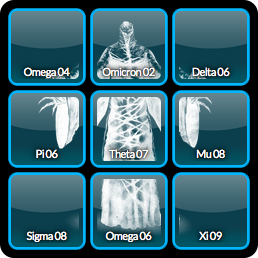 Omega 04
Omicron 02
Delta 06
Pi 06
Theta 07
Mu 08
Sigma 08
Omega 06
Xi 09